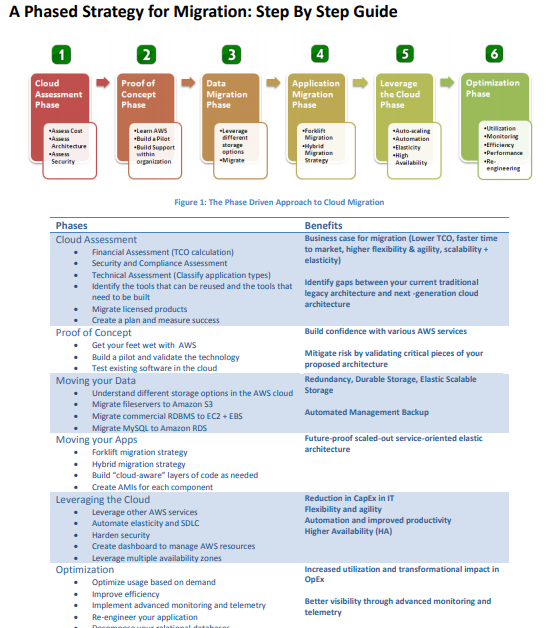 A Phased Strategy for Migration: Step By Step Guide
1
2
3
4
5
6
Cloud
Assessment
Phase
•Assess Cost
•Assess
Architecture
•Assess
Security
Proof of
Concept
Phase
•Learn AWS
•Build a Pilot
•Build Support
within
organization
Data
Migration
Phase
•Leverage
different
storage
options
•Migrate
Application
Migration
Phase
•Forklift
Migration
•Hybrid
Migration
Strategy
Leverage
the Cloud
Phase
•Auto-scaling
•Automation
•Elasticity
•High
Availability
Optimization
Phase
•Utilization
•Monitoring
•Efficiency
•Performance
•Re-
engineering
Figure 1: The Phase Driven Approach to Cloud Migration
Phases
Benefits
Cloud Assessment
• Financial Assessment (TCO calculation)
• Security and Compliance Assessment
• Technical Assessment (Classify application types)
• Identify the tools that can be reused and the tools that
need to be built
• Migrate licensed products
• Create a plan and measure success
Business case for migration (Lower TCO, faster time
to market, higher flexibility & agility, scalability +
elasticity)
Identify gaps between your current traditional
legacy architecture and next -generation cloud
architecture
Proof of Concept
• Get your feet wet with AWS
• Build a pilot and validate the technology
• Test existing software in the cloud
Build confidence with various AWS services
Mitigate risk by validating critical pieces of your
proposed architecture
Moving your Data
• Understand different storage options in the AWS cloud
• Migrate fileservers to Amazon S3
• Migrate commercial RDBMS to EC2 + EBS
• Migrate MySQL to Amazon RDS
Redundancy, Durable Storage, Elastic Scalable
Storage
Automated Management Backup
Moving your Apps
• Forklift migration strategy
• Hybrid migration strategy
• Build “cloud-aware” layers of code as needed
• Create AMIs for each component
Future-proof scaled-out service-oriented elastic
architecture
Leveraging the Cloud
• Leverage other AWS services
• Automate elasticity and SDLC
• Harden security
• Create dashboard to manage AWS resources
• Leverage multiple availability zones
Reduction in CapEx in IT
Flexibility and agility
Automation and improved productivity
Higher Availability (HA)
Optimization
• Optimize usage based on demand
• Improve efficiency
• Implement advanced monitoring and telemetry
• Re-engineer your application
• Decompose your relational databases
Increased utilization and transformational impact in
OpEx
Better visibility through advanced monitoring and
telemetry